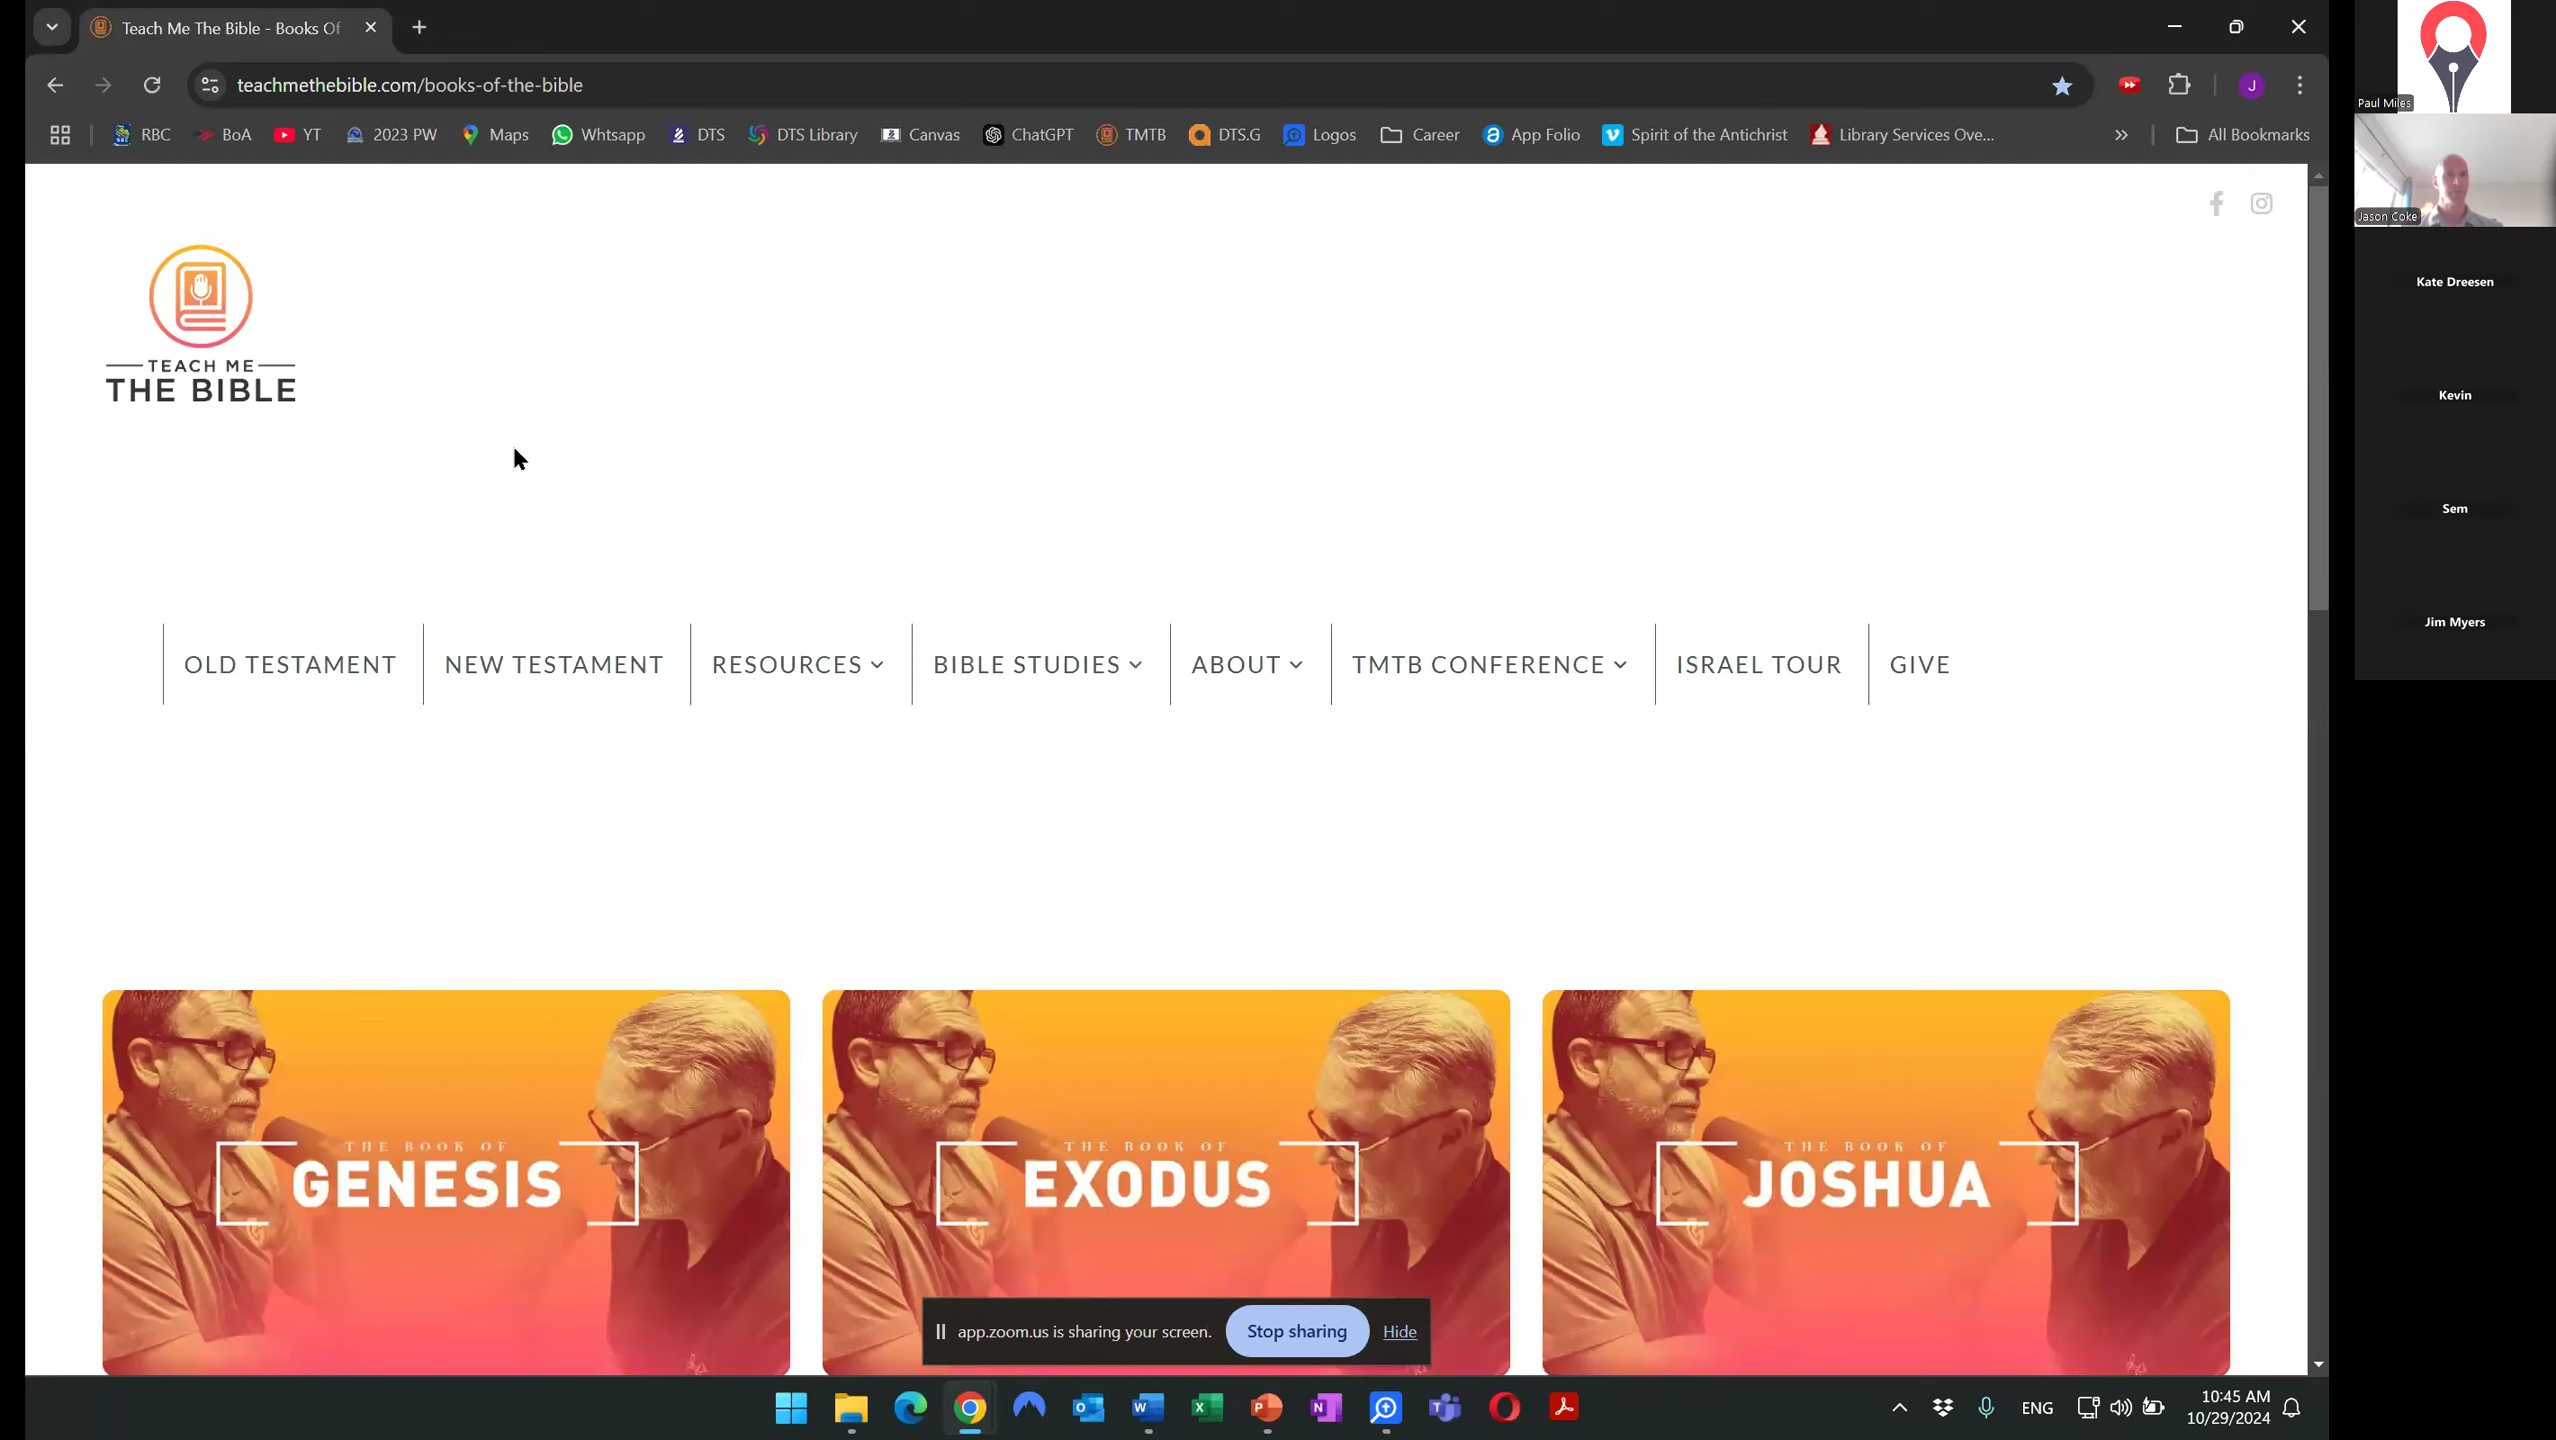 Teach Me The Bible - Books Of
teachmethebible.com/books-of-the-bible
J
RBC
BoA
YT
2023 PW
Maps
Whtsapp
DTS
DTS Library
Canvas
ChatGPT
TMTB
DTS.G
Logos
Career
App Folio
Spirit of the Antichrist
Library Services Ove...
All Bookmarks
TEACH ME
THE BIBLE
OLD TESTAMENT
NEW TESTAMENT
RESOURCES
BIBLE STUDIES
ABOUT
TMTB CONFERENCE
ISRAEL TOUR
GIVE
THE BOOK OF
GENESIS
THE BOOK OF
EXODUS
THE BOOK OF
JOSHUA
app.zoom.us is sharing your screen.
Stop sharing
Hide
ENG
10:45 AM
10/29/2024
Paul Miles
Jason Coke
Kate Dreesen
Kevin
Sem
Jim Myers